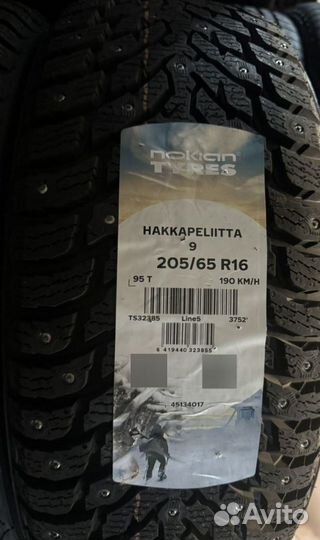 nokian
TYRES
HAKKAPELIITTA
9
205/65 R16
95 T 190 KM/H
TS32385 Line5 3752
6 419440 323855
45134017
Avito